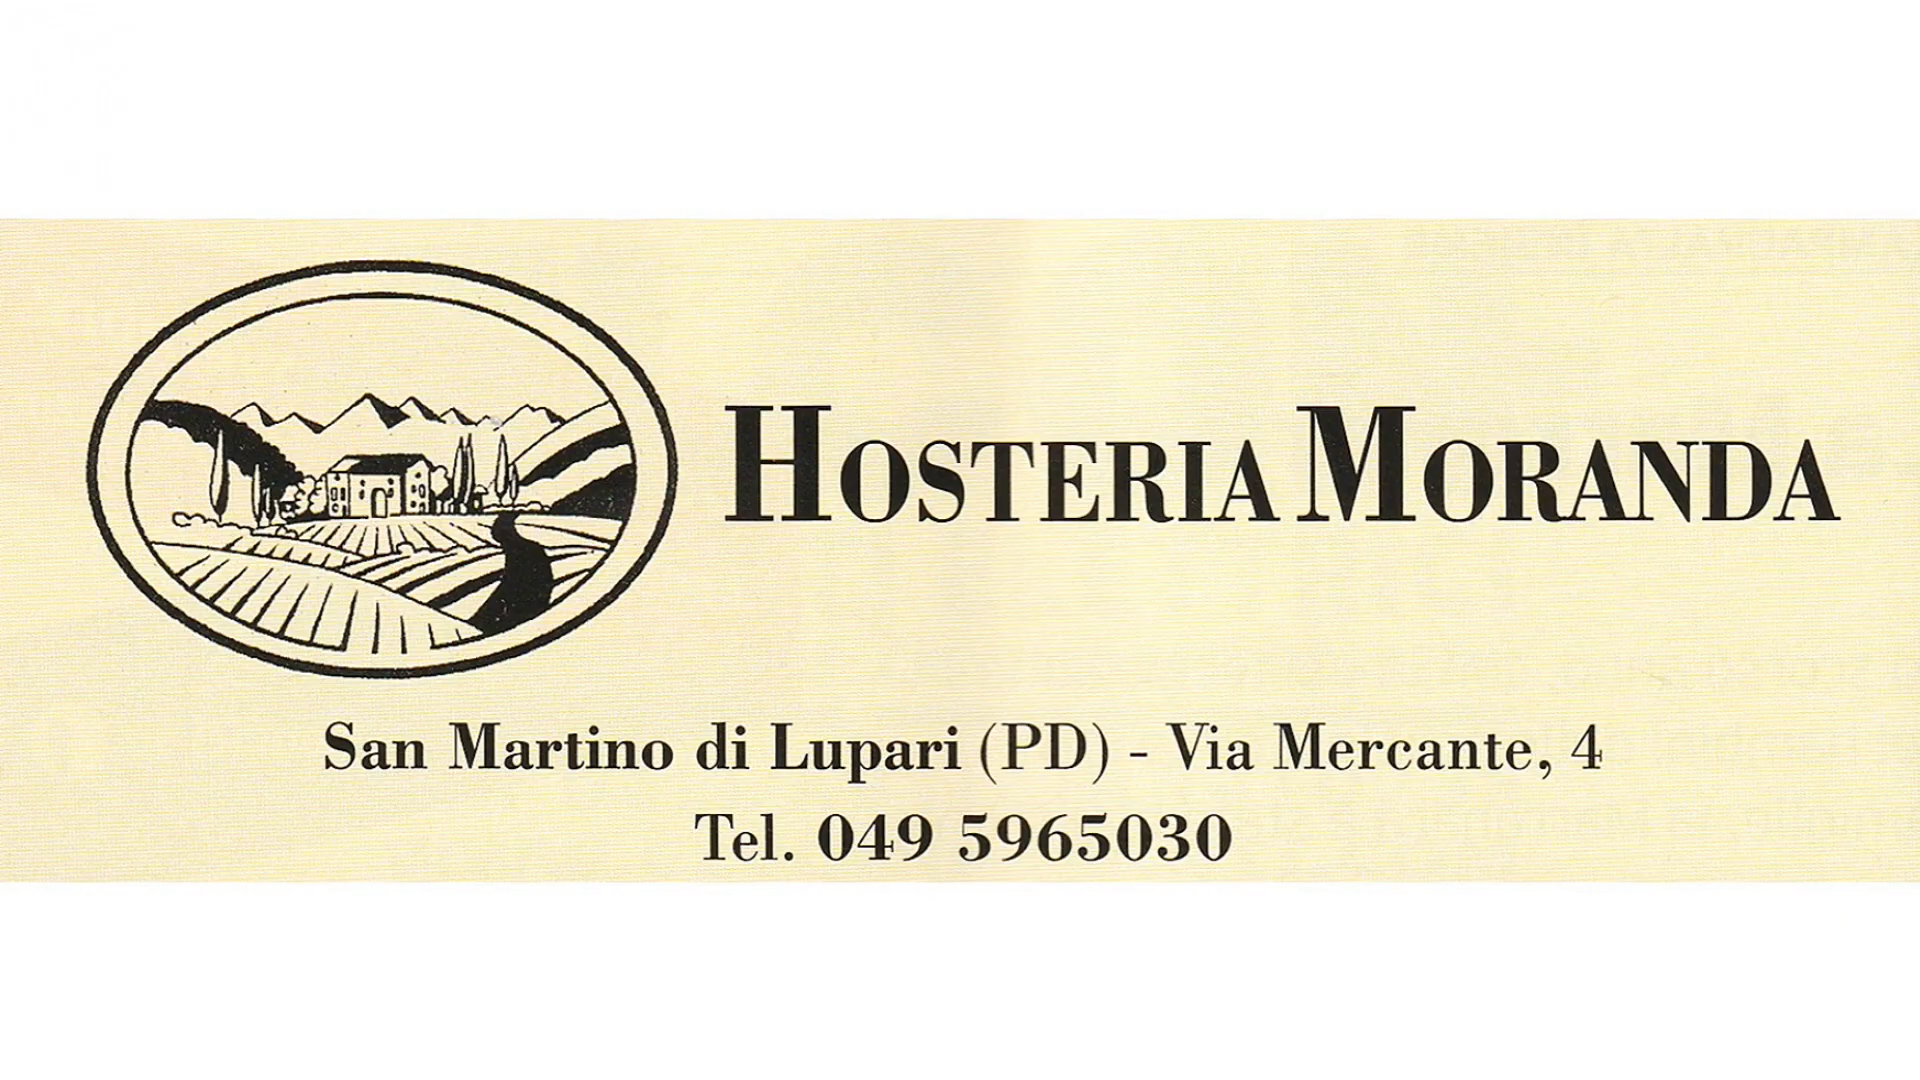 HOSTERIA MORANDA
San Martino di Lupari (PD) - Via Mercante, 4
Tel. 049 5965030